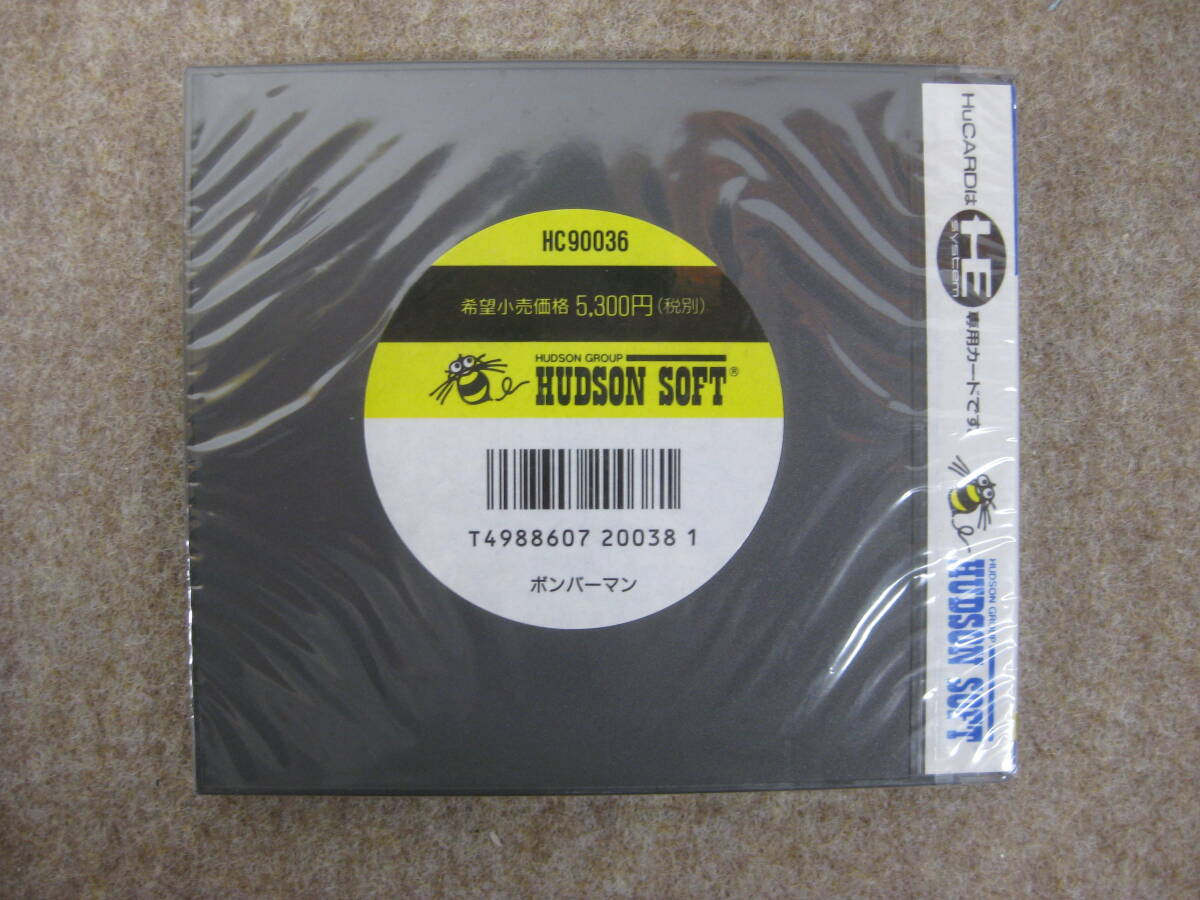 HC90036
希望小売価格 5,300円(税別)
HUDSON GROUP
HUDSON SOFT®
T4988607 20038 1
ボンバーマン
HuCARDは HE system 専用カードです。
HUDSON GROUP
HUDSON SOFT